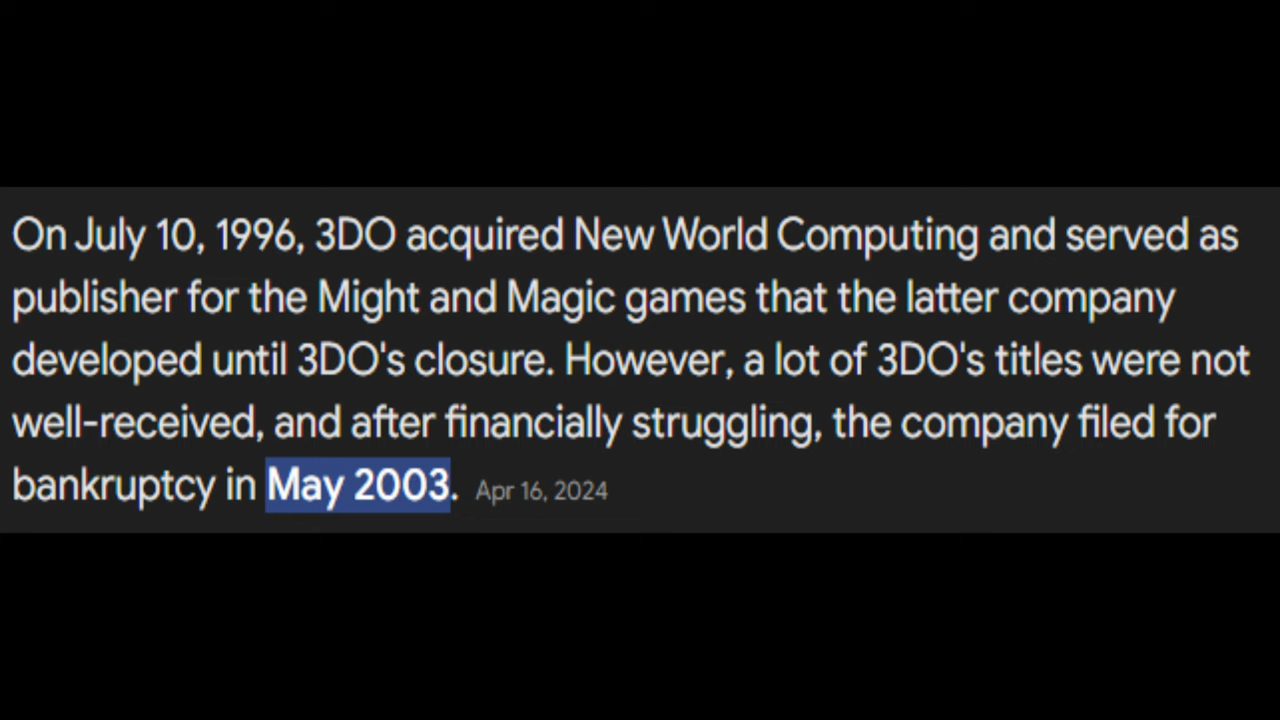 On July 10, 1996, 3DO acquired New World Computing and served as
publisher for the Might and Magic games that the latter company
developed until 3DO's closure. However, a lot of 3DO's titles were not
well-received, and after financially struggling, the company filed for
bankruptcy in May 2003. Apr 16, 2024